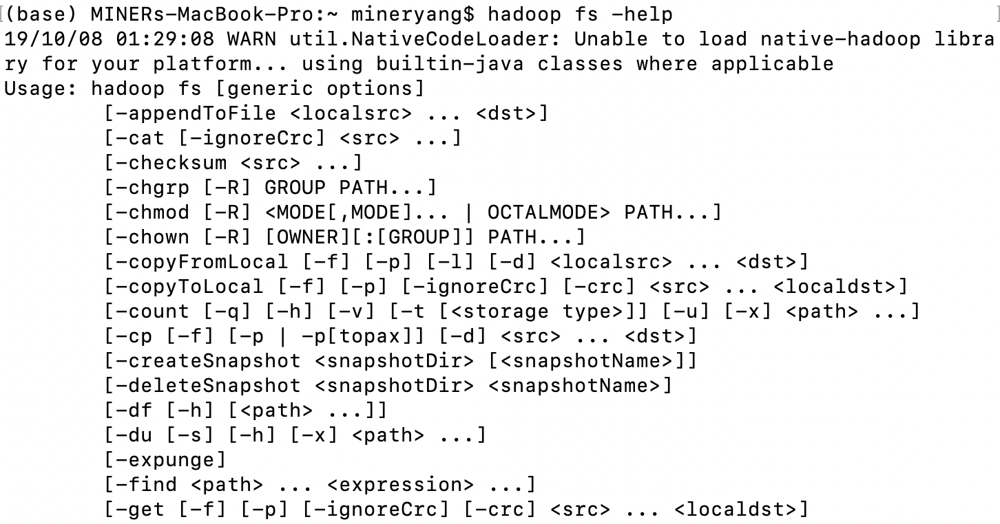 (base) MINERs-MacBook-Pro:~ mineryang$ hadoop fs -help
19/10/08 01:29:08 WARN util.NativeCodeLoader: Unable to load native-hadoop libra
ry for your platform... using builtin-java classes where applicable
Usage: hadoop fs [generic options]
        [-appendToFile <localsrc> ... <dst>]
        [-cat [-ignoreCrc] <src> ...]
        [-checksum <src> ...]
        [-chgrp [-R] GROUP PATH...]
        [-chmod [-R] <MODE[,MODE]... | OCTALMODE> PATH...]
        [-chown [-R] [OWNER][:[GROUP]] PATH...]
        [-copyFromLocal [-f] [-p] [-l] [-d] <localsrc> ... <dst>]
        [-copyToLocal [-f] [-p] [-ignoreCrc] [-crc] <src> ... <localdst>]
        [-count [-q] [-h] [-v] [-t [<storage type>]] [-u] [-x] <path> ...]
        [-cp [-f] [-p | -p[topax]] [-d] <src> ... <dst>]
        [-createSnapshot <snapshotDir> [<snapshotName>]]
        [-deleteSnapshot <snapshotDir> <snapshotName>]
        [-df [-h] [<path> ...]]
        [-du [-s] [-h] [-x] <path> ...]
        [-expunge]
        [-find <path> ... <expression> ...]
        [-get [-f] [-p] [-ignoreCrc] [-crc] <src> ... <localdst>]